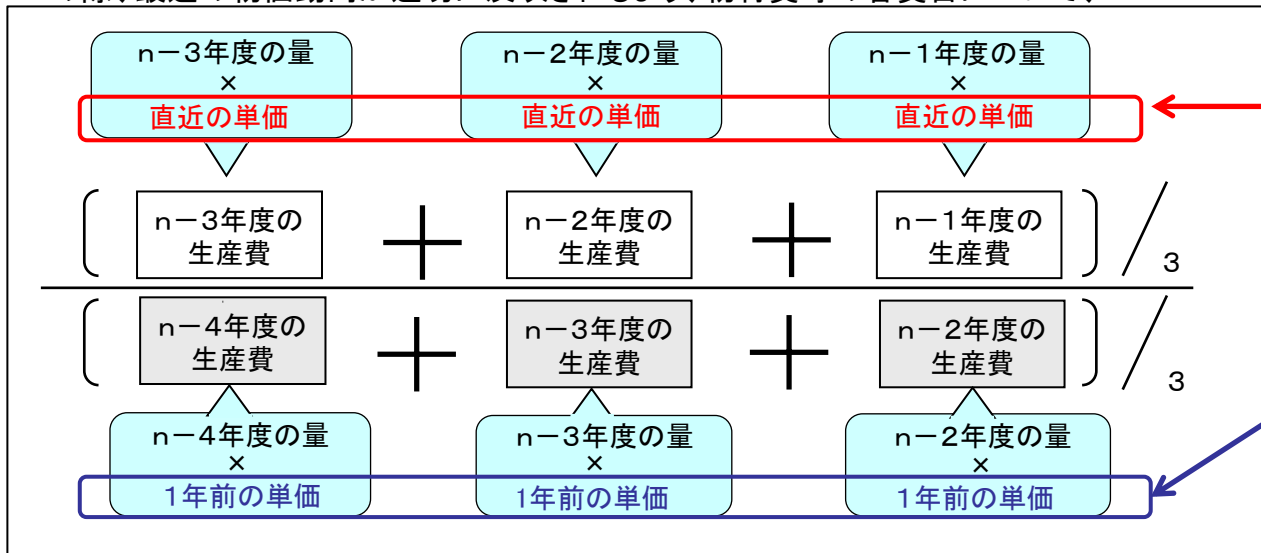 n－3年度の量
×
直近の単価
n－2年度の量
×
直近の単価
n－1年度の量
×
直近の単価
n－3年度の
生産費
＋
n－2年度の
生産費
＋
n－1年度の
生産費
／3
n－4年度の
生産費
＋
n－3年度の
生産費
＋
n－2年度の
生産費
／3
n－4年度の量
×
1年前の単価
n－3年度の量
×
1年前の単価
n－2年度の量
×
1年前の単価